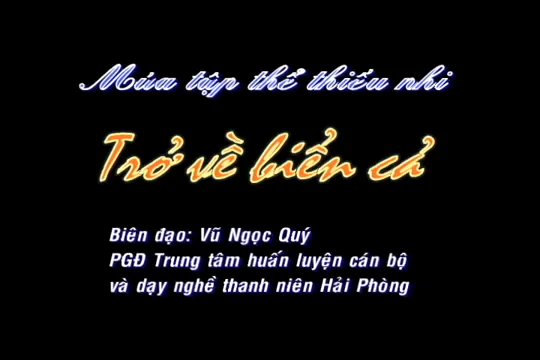 Múa tập thể thiếu nhi
Trở về biển cả
Biên đạo: Vũ Ngọc Quý
PGĐ Trung tâm huấn luyện cán bộ
và dạy nghề thanh niên Hải Phòng